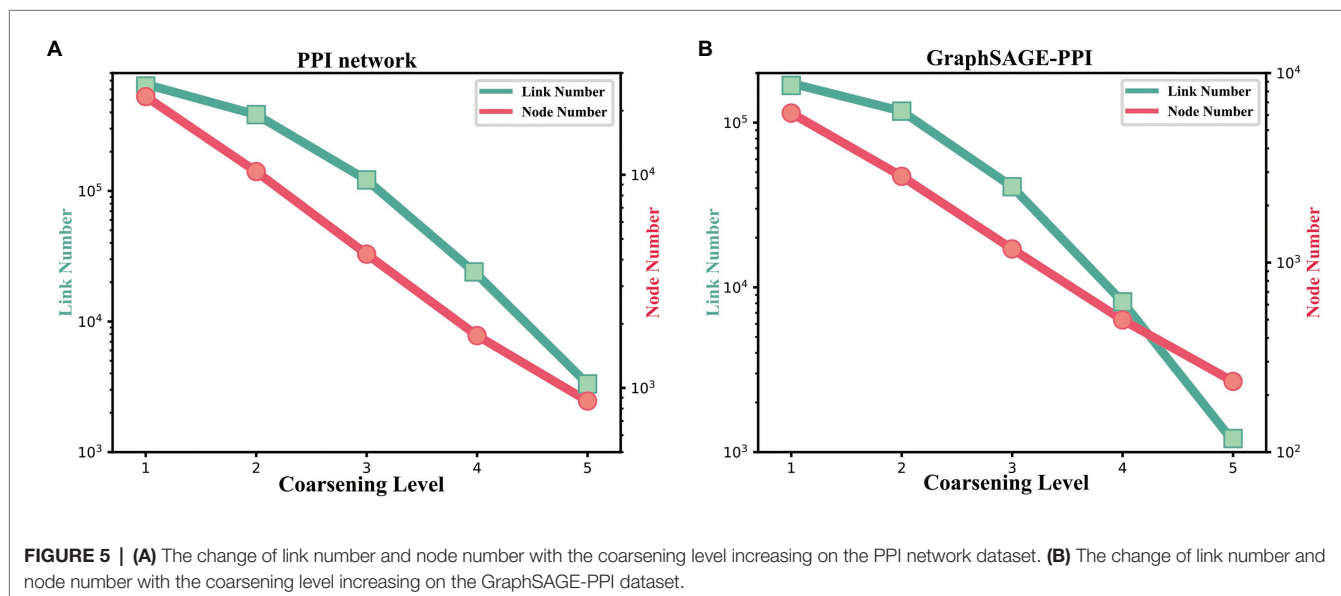 A
PPI network
Link Number
Node Number
10^5
10^4
10^3
Link Number
10^4
10^3
Node Number
1 2 3 4 5
Coarsening Level
B
GraphSAGE-PPI
Link Number
Node Number
10^5
10^4
10^3
Link Number
10^4
10^3
10^2
Node Number
1 2 3 4 5
Coarsening Level
FIGURE 5 | (A) The change of link number and node number with the coarsening level increasing on the PPI network dataset. (B) The change of link number and
node number with the coarsening level increasing on the GraphSAGE-PPI dataset.